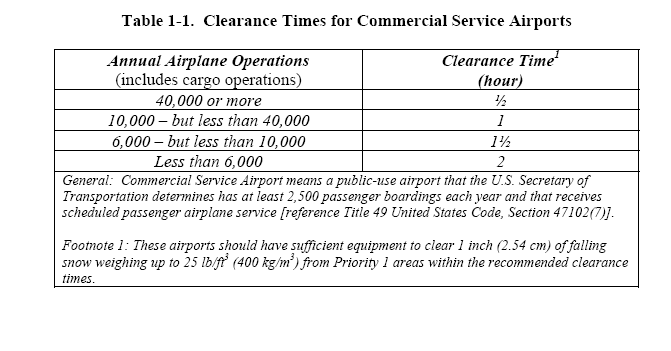 Table 1-1. Clearance Times for Commercial Service Airports
Annual Airplane Operations
(includes cargo operations)
Clearance Time¹
(hour)
40,000 or more
½
10,000 – but less than 40,000
1
6,000 – but less than 10,000
1½
Less than 6,000
2
General: Commercial Service Airport means a public-use airport that the U.S. Secretary of
Transportation determines has at least 2,500 passenger boardings each year and that receives
scheduled passenger airplane service [reference Title 49 United States Code, Section 47102(7)].
Footnote 1: These airports should have sufficient equipment to clear 1 inch (2.54 cm) of falling
snow weighing up to 25 lb/ft³ (400 kg/m³) from Priority 1 areas within the recommended clearance
times.